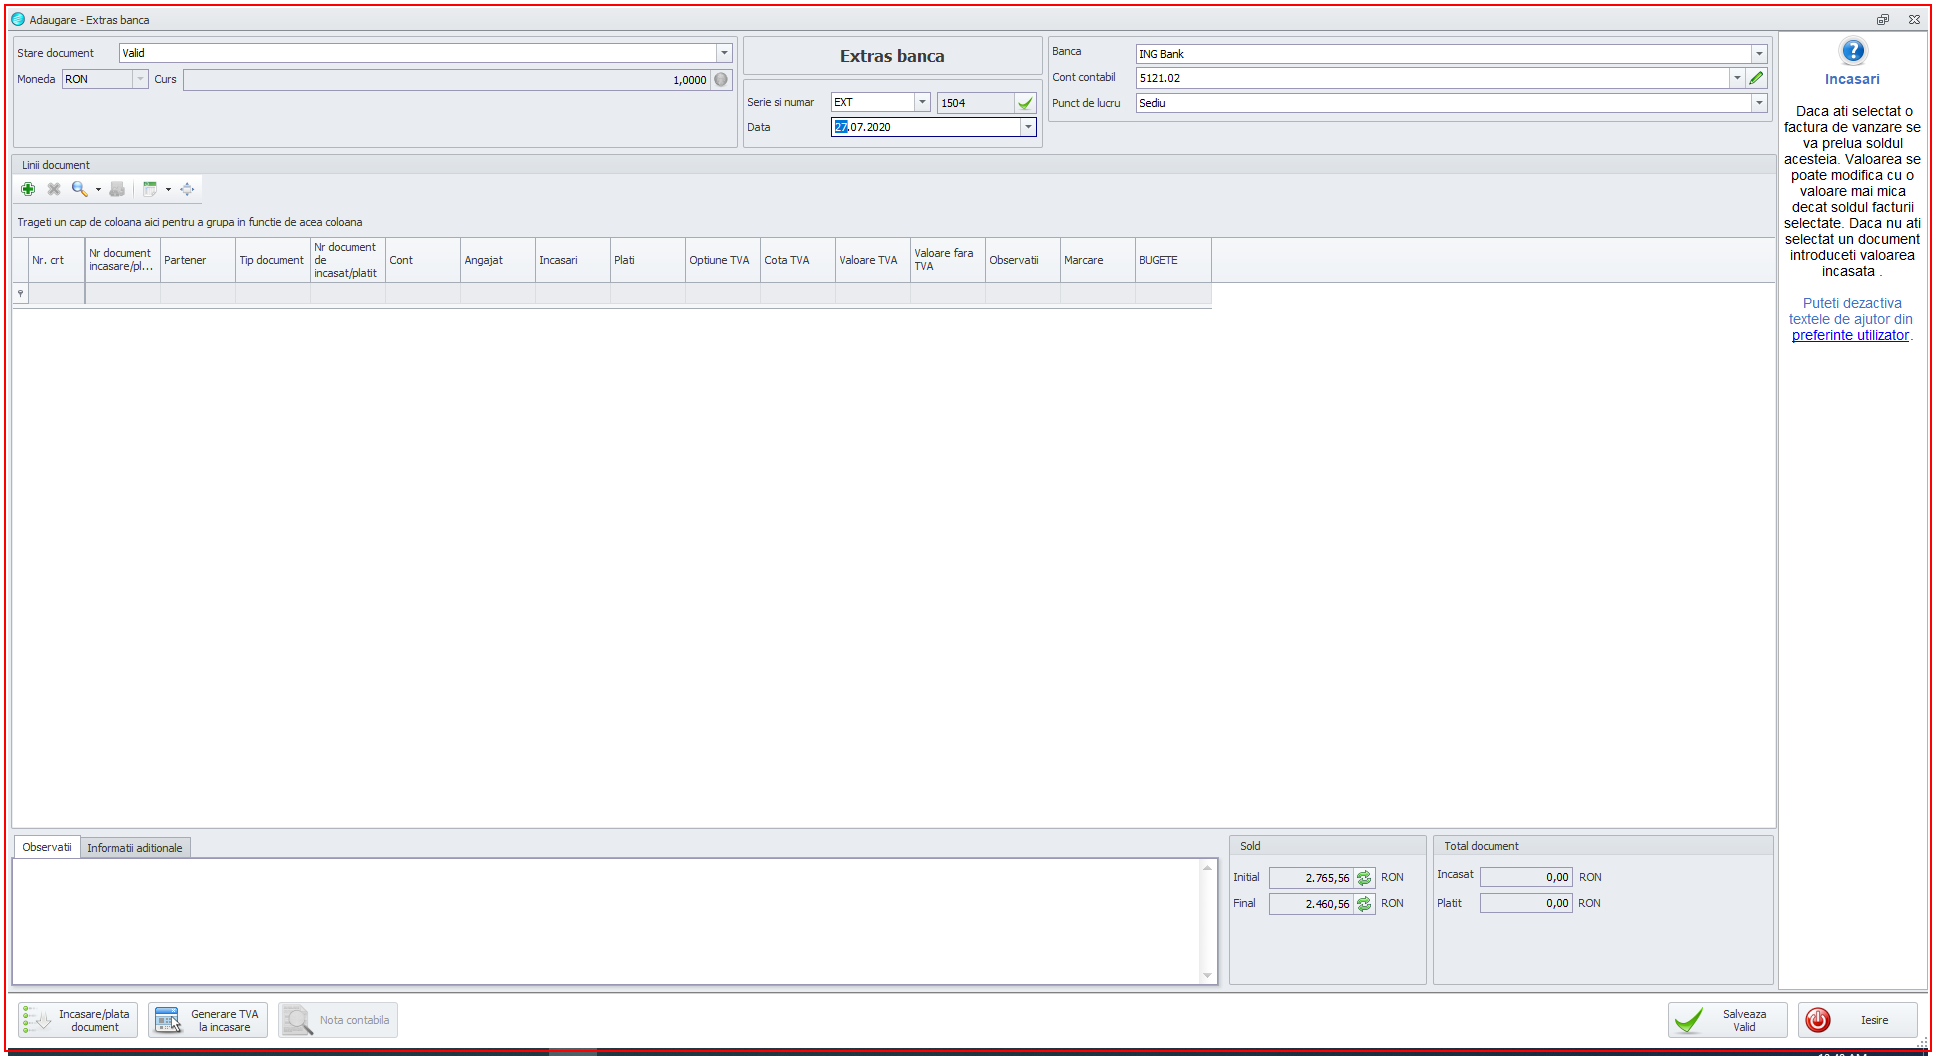 Adaugare - Extras banca
Stare document Valid
Moneda RON Curs 1,0000
Extras banca
Serie si numar EXT 1504
Data 27.07.2020
Banca ING Bank
Cont contabil 5121.02
Punct de lucru Sediu
Incasari
Daca ati selectat o
factura de vanzare se
va prelua soldul
acesteia. Valoarea se
poate modifica cu o
valoare mai mica
decat soldul facturii
selectate. Daca nu ati
selectat un document
introduceti valoarea
incasata .
Puteti dezactiva
textele de ajutor din
preferinte utilizator.
Linii document
Trageti un cap de coloana aici pentru a grupa in functie de acea coloana
Nr. crt
Nr document
incasare/pl...
Partener
Tip document
Nr document
de
incasat/platit
Cont
Angajat
Incasari
Plati
Optiune TVA
Cota TVA
Valoare TVA
Valoare fara
TVA
Observatii
Marcare
BUGETE
Observatii
Informatii aditionale
Sold
Initial 2.765,56 RON
Final 2.460,56 RON
Total document
Incasat 0,00 RON
Platit 0,00 RON
Incasare/plata
document
Generare TVA
la incasare
Nota contabila
Salveaza
Valid
Iesire